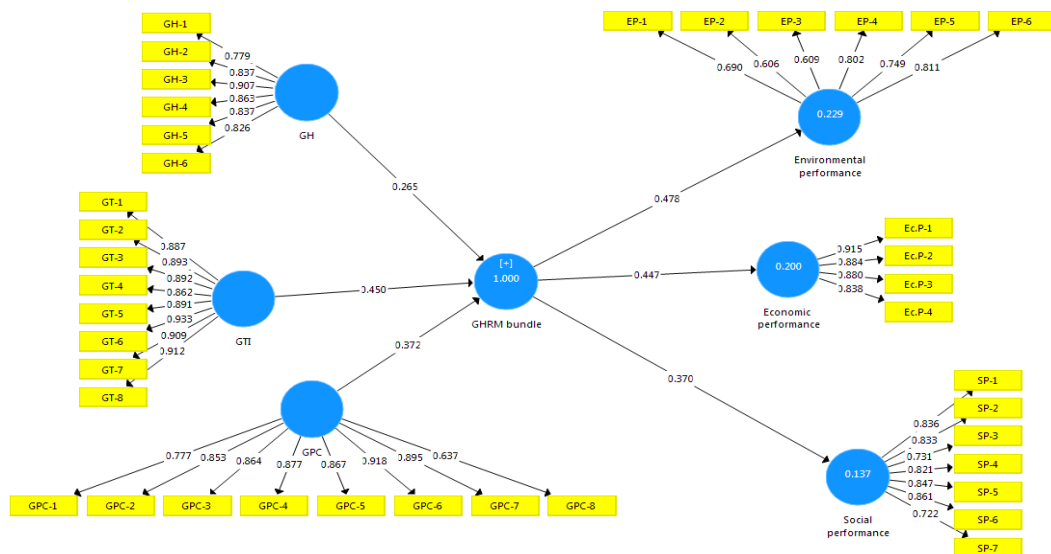 GH-1
GH-2
GH-3
GH-4
GH-5
GH-6
0.779
0.837
0.907
0.863
0.837
0.826
GH
0.265
GT-1
GT-2
GT-3
GT-4
GT-5
GT-6
GT-7
GT-8
0.887
0.893
0.892
0.862
0.891
0.933
0.909
0.912
GTI
0.450
GPC
0.372
0.777
0.853
0.864
0.877
0.867
0.918
0.895
0.637
GPC-1
GPC-2
GPC-3
GPC-4
GPC-5
GPC-6
GPC-7
GPC-8
[+]
1.000
GHRM bundle
0.478
0.447
0.370
EP-1
EP-2
EP-3
EP-4
EP-5
EP-6
0.690
0.606
0.609
0.802
0.749
0.811
0.229
Environmental
performance
0.200
Economic
performance
0.915
0.884
0.880
0.838
Ec.P-1
Ec.P-2
Ec.P-3
Ec.P-4
0.137
Social
performance
0.836
0.833
0.731
0.821
0.847
0.861
0.722
SP-1
SP-2
SP-3
SP-4
SP-5
SP-6
SP-7